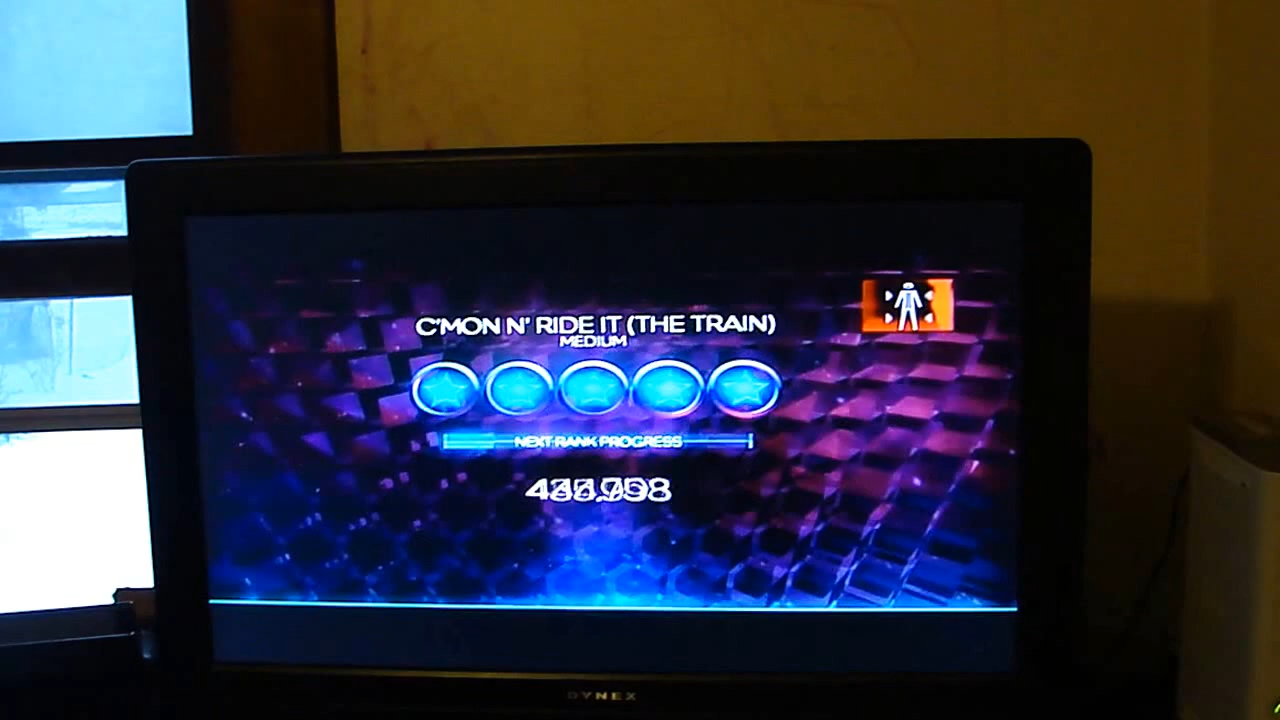 C'MON N' RIDE IT (THE TRAIN)
MEDIUM
NEXT RANK PROGRESS
DYNEX